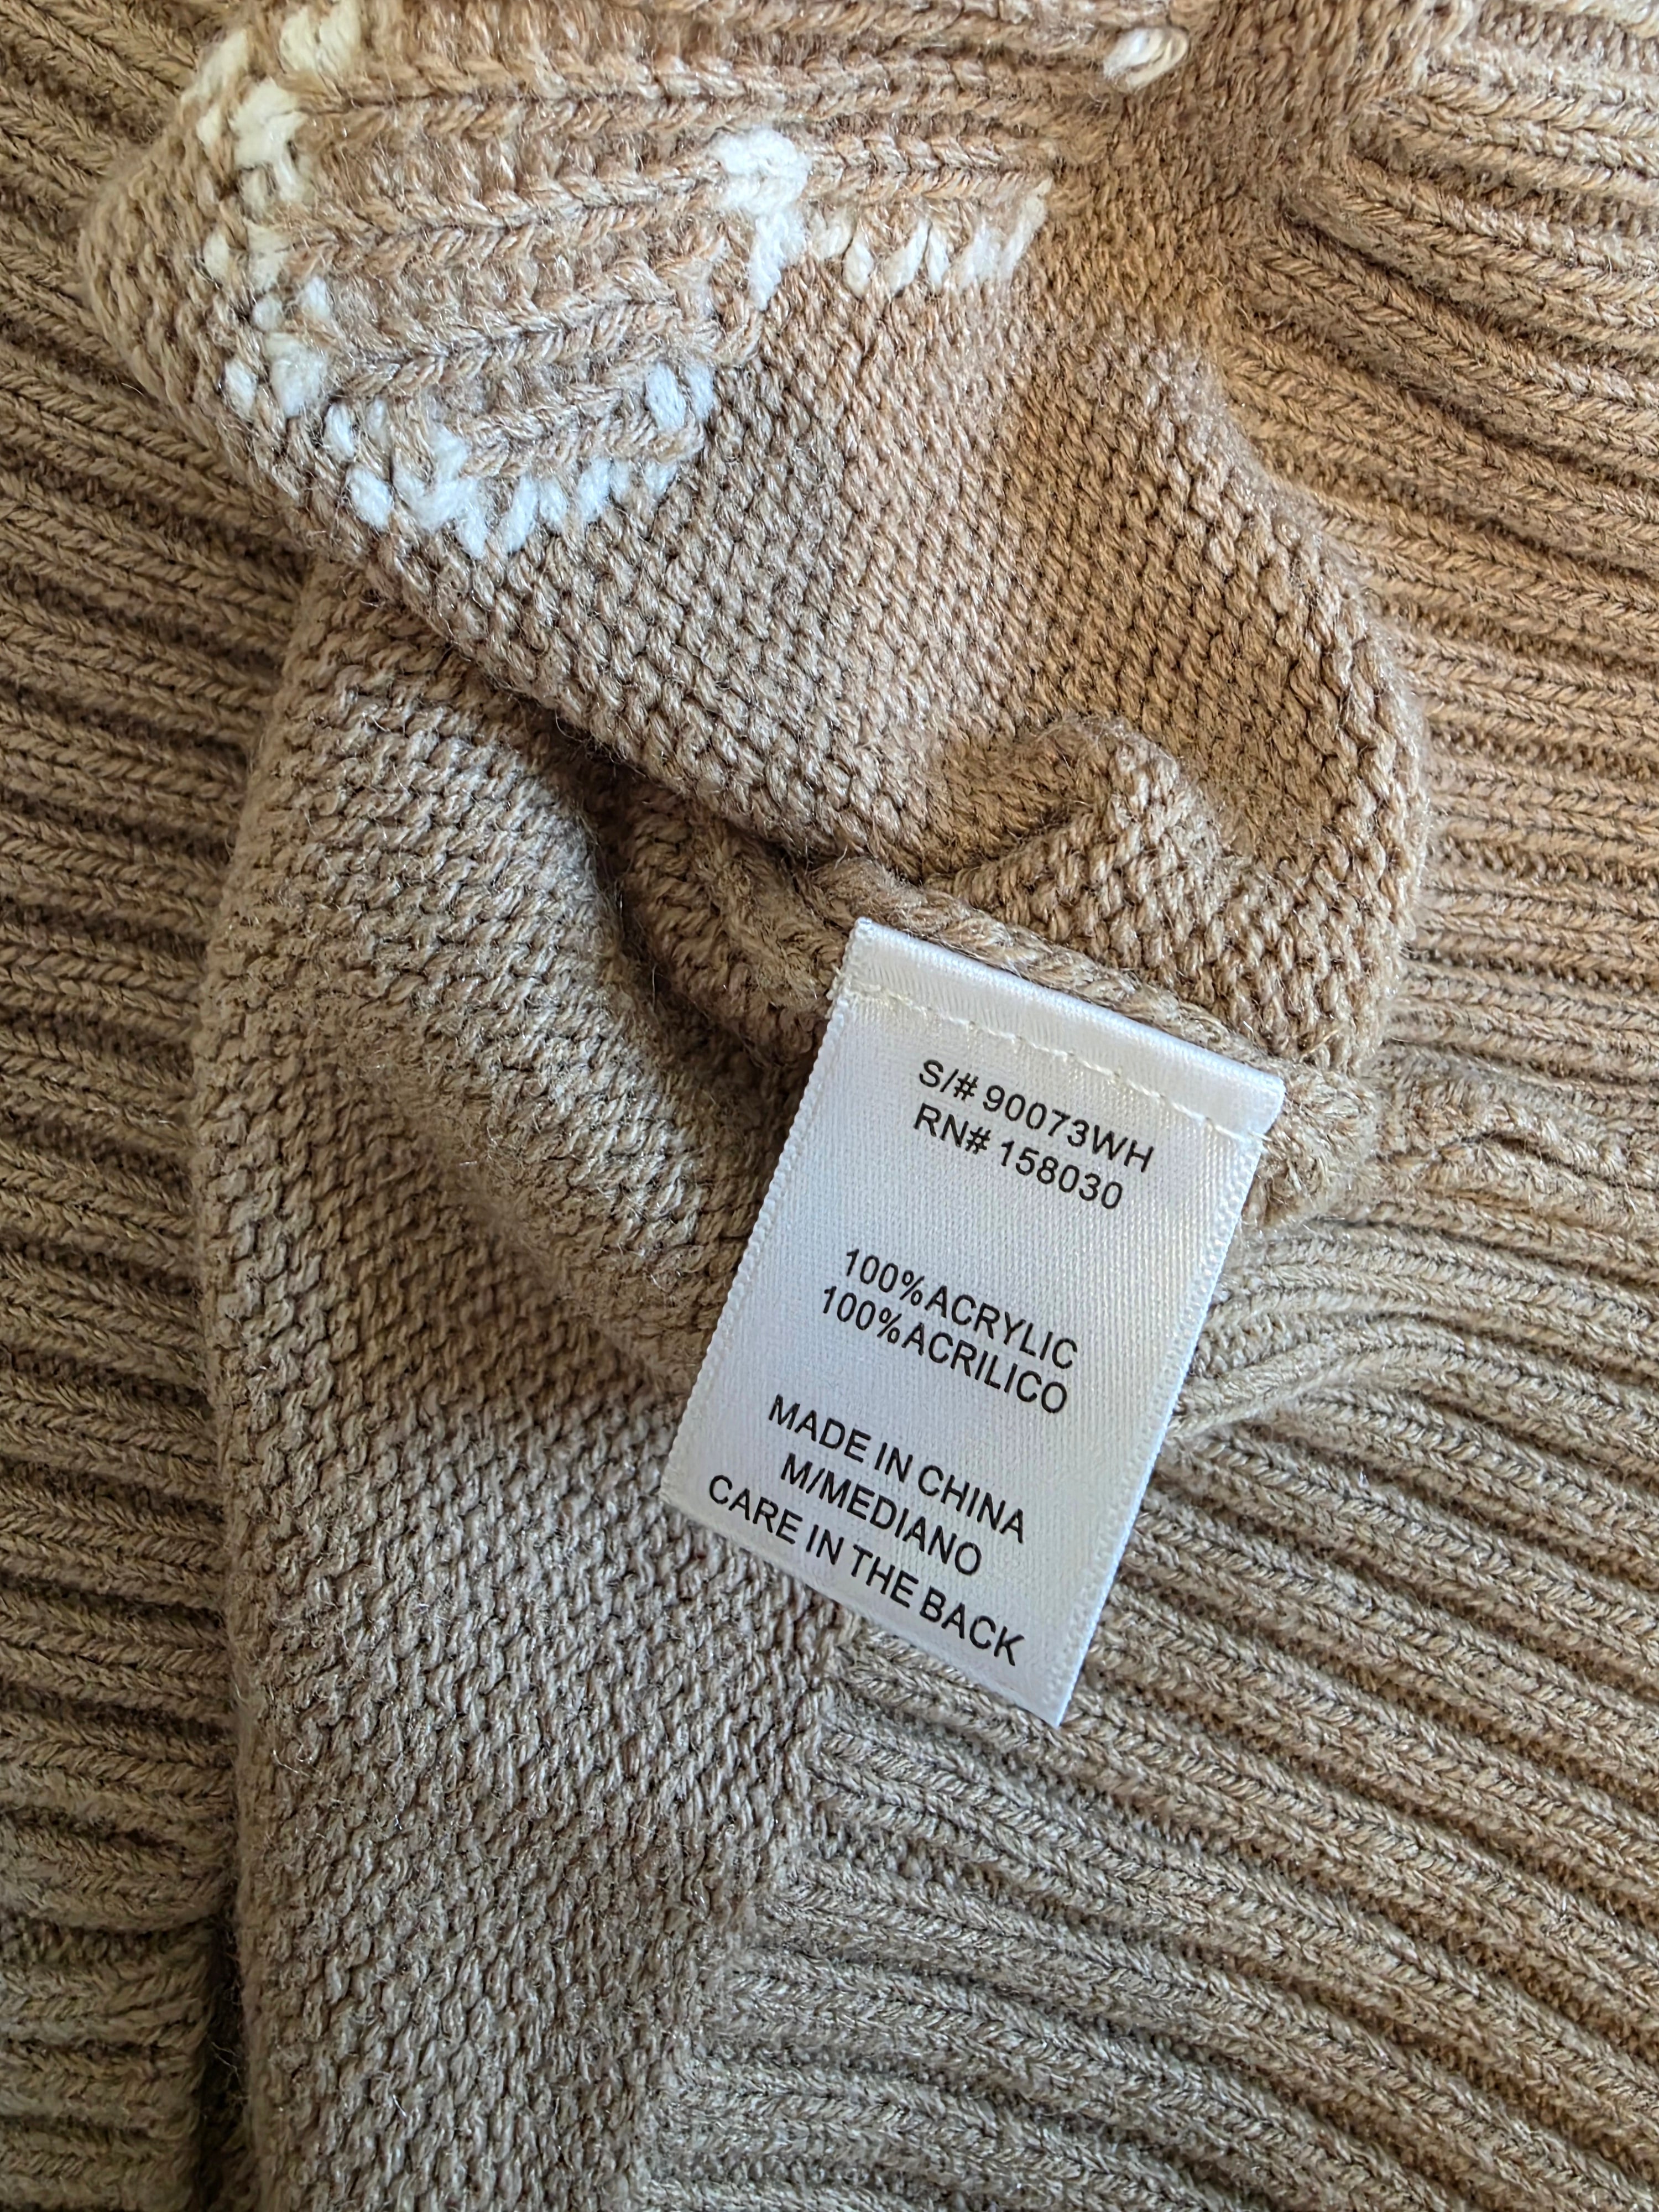 S/# 90073WH
RN# 158030
100% ACRYLIC
100% ACRILICO
MADE IN CHINA
M/MEDIANO
CARE IN THE BACK